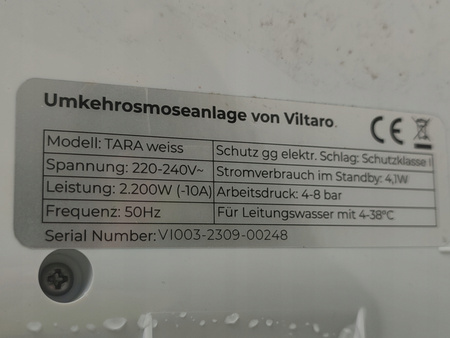 Umkehrosmoseanlage von Viltaro.
Modell: TARA weiss
Schutz gg elektr. Schlag: Schutzklasse I
Spannung: 220-240V~
Stromverbrauch im Standby: 4,1W
Leistung: 2.200W (-10A)
Arbeitsdruck: 4-8 bar
Frequenz: 50Hz
Für Leitungswasser mit 4-38°C
Serial Number: VI003-2309-00248
CE